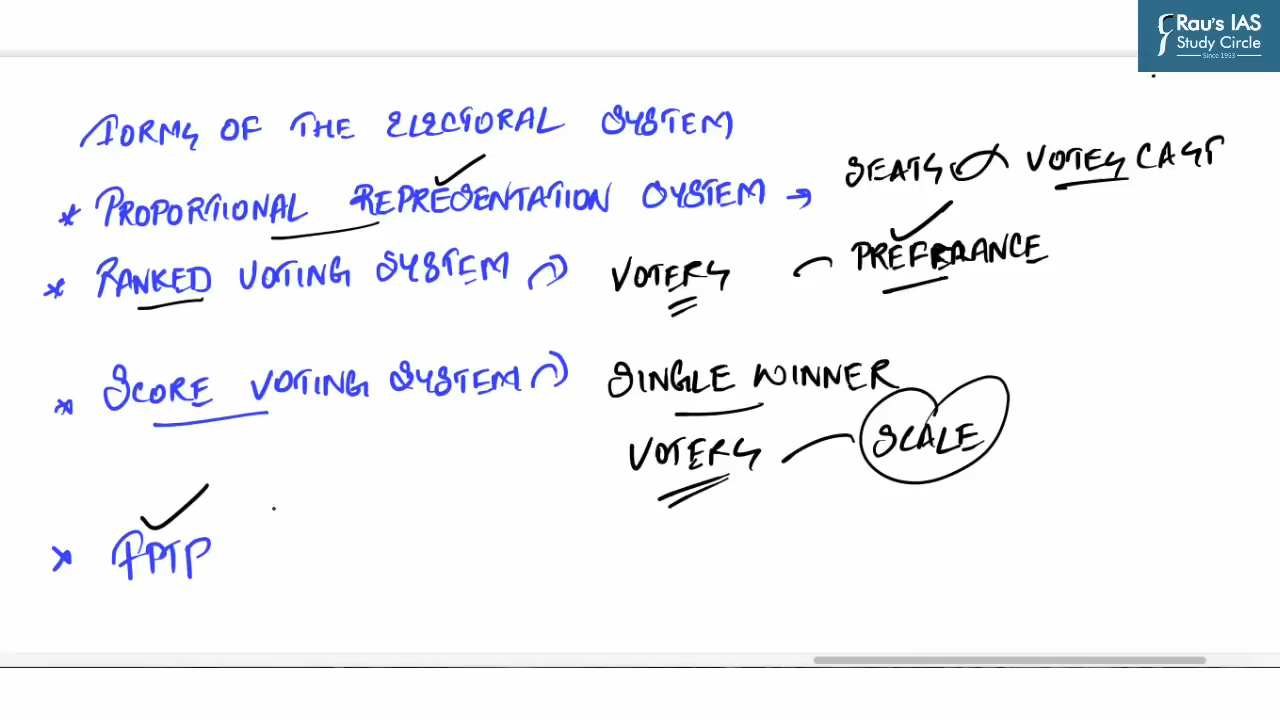 Rau's IAS
Study Circle
Since 1953
FORMS OF THE ELECTORAL SYSTEM
* PROPORTIONAL REPRESENTATION SYSTEM → SEATS ∝ VOTES CAST
* RANKED VOTING SYSTEM → VOTERS – PREFERANCE
* SCORE VOTING SYSTEM → SINGLE WINNER
VOTERS – SCALE
* FPTP